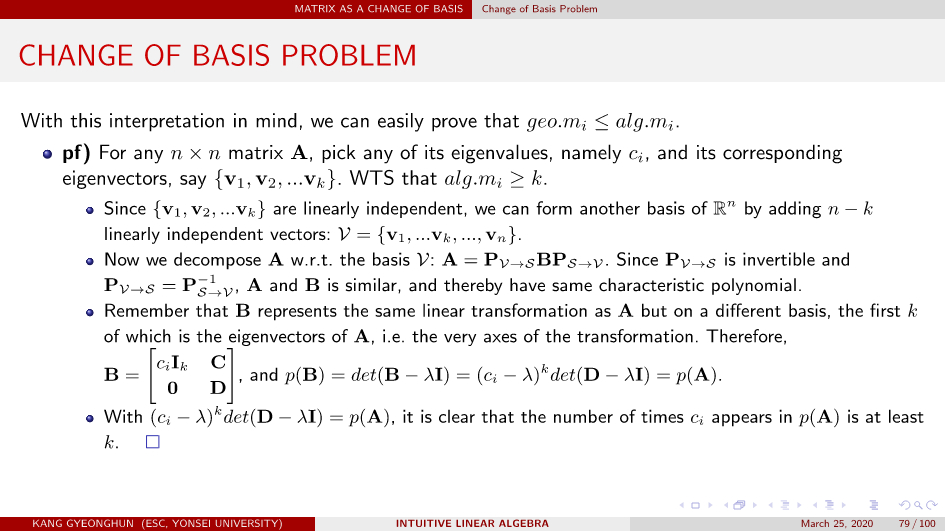 MATRIX AS A CHANGE OF BASIS Change of Basis Problem
CHANGE OF BASIS PROBLEM
With this interpretation in mind, we can easily prove that $geo.m_i \leq alg.m_i$.
pf) For any $n \times n$ matrix $\mathbf{A}$, pick any of its eigenvalues, namely $c_i$, and its corresponding
eigenvectors, say $\{\mathbf{v}_1, \mathbf{v}_2, ...\mathbf{v}_k\}$. WTS that $alg.m_i \geq k$.
Since $\{\mathbf{v}_1, \mathbf{v}_2, ...\mathbf{v}_k\}$ are linearly independent, we can form another basis of $\mathbb{R}^n$ by adding $n - k$
linearly independent vectors: $\mathcal{V} = \{\mathbf{v}_1, ...\mathbf{v}_k, ..., \mathbf{v}_n\}$.
Now we decompose $\mathbf{A}$ w.r.t. the basis $\mathcal{V}$: $\mathbf{A} = \mathbf{P}_{\mathcal{V} \to \mathcal{S}} \mathbf{B} \mathbf{P}_{\mathcal{S} \to \mathcal{V}}$. Since $\mathbf{P}_{\mathcal{V} \to \mathcal{S}}$ is invertible and
$\mathbf{P}_{\mathcal{V} \to \mathcal{S}} = \mathbf{P}_{\mathcal{S} \to \mathcal{V}}^{-1}$, $\mathbf{A}$ and $\mathbf{B}$ is similar, and thereby have same characteristic polynomial.
Remember that $\mathbf{B}$ represents the same linear transformation as $\mathbf{A}$ but on a different basis, the first $k$
of which is the eigenvectors of $\mathbf{A}$, i.e. the very axes of the transformation. Therefore,
$\mathbf{B} = \begin{bmatrix} c_i\mathbf{I}_k & \mathbf{C} \\ \mathbf{0} & \mathbf{D} \end{bmatrix}$, and $p(\mathbf{B}) = det(\mathbf{B} - \lambda\mathbf{I}) = (c_i - \lambda)^k det(\mathbf{D} - \lambda\mathbf{I}) = p(\mathbf{A})$.
With $(c_i - \lambda)^k det(\mathbf{D} - \lambda\mathbf{I}) = p(\mathbf{A})$, it is clear that the number of times $c_i$ appears in $p(\mathbf{A})$ is at least
$k$. □
KANG GYEONGHUN (ESC, YONSEI UNIVERSITY) INTUITIVE LINEAR ALGEBRA March 25, 2020 79 / 100